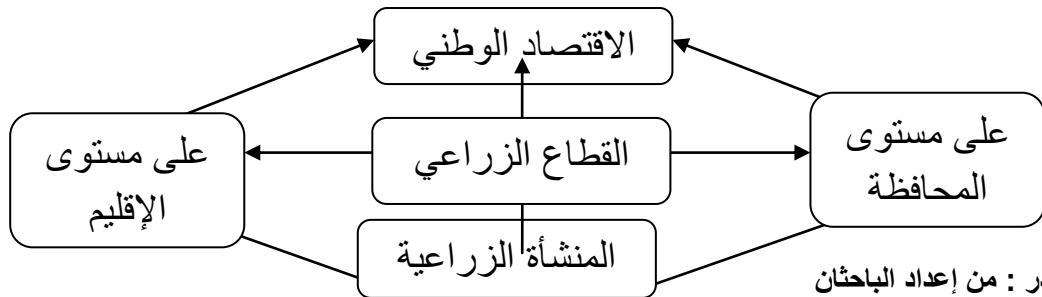 الاقتصاد الوطني
على مستوى
المحافظة
القطاع الزراعي
على مستوى
الإقليم
المنشأة الزراعية
: من إعداد الباحثان